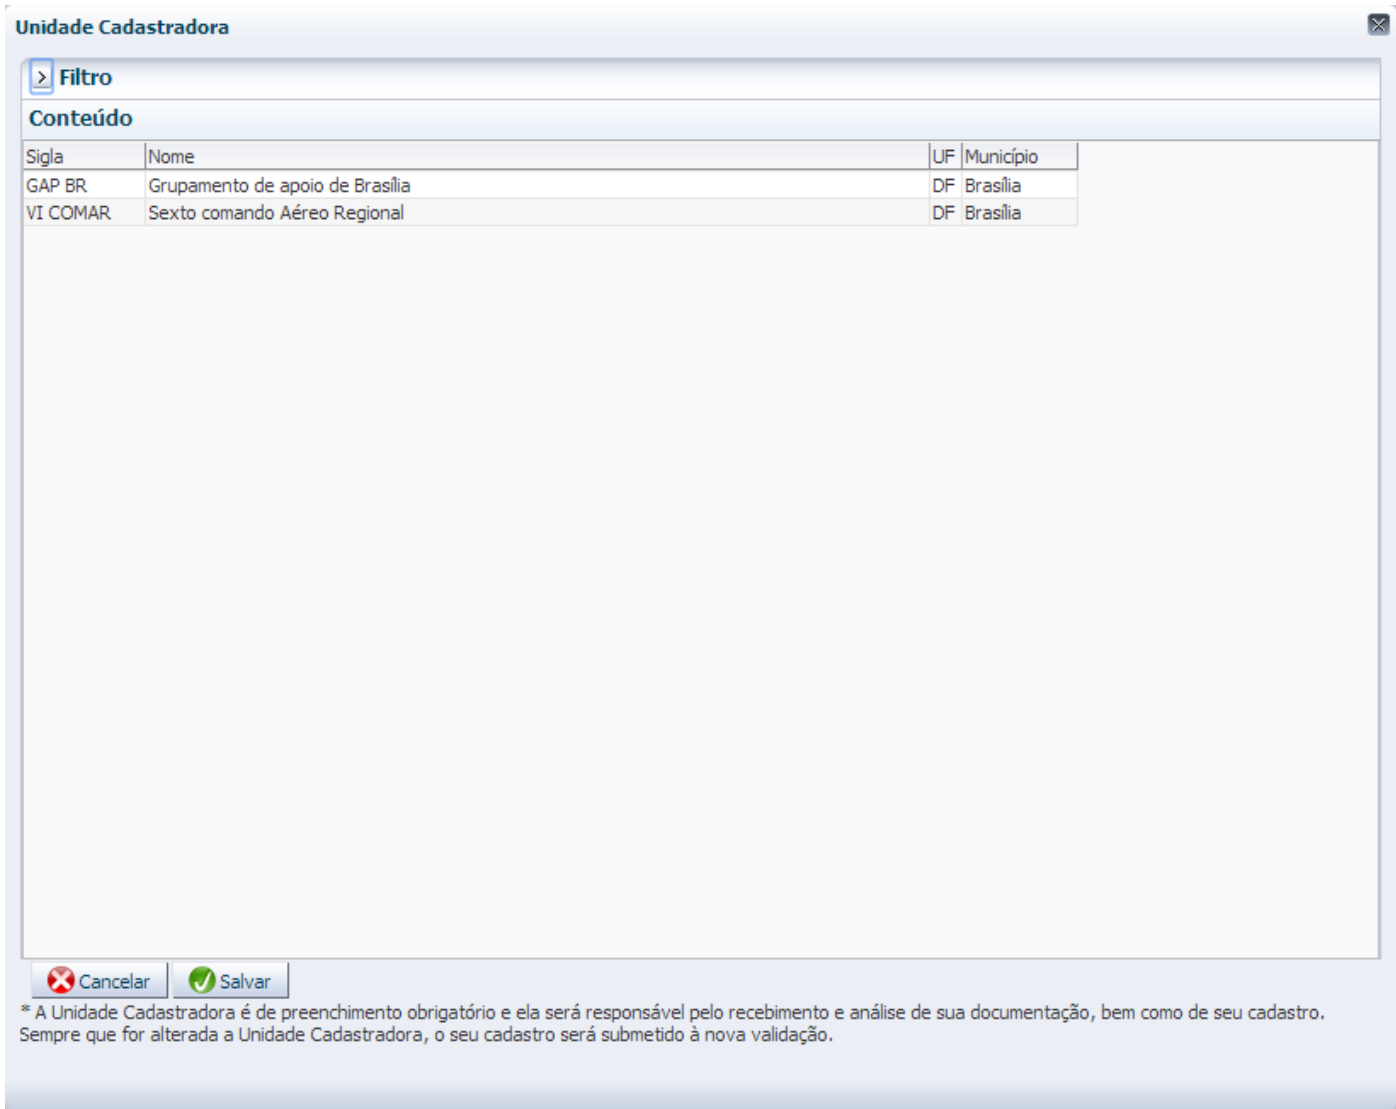 Unidade Cadastradora
> Filtro
Conteúdo
Sigla Nome UF Município
GAP BR Grupamento de apoio de Brasília DF Brasília
VI COMAR Sexto comando Aéreo Regional DF Brasília
Cancelar Salvar
* A Unidade Cadastradora é de preenchimento obrigatório e ela será responsável pelo recebimento e análise de sua documentação, bem como de seu cadastro.
Sempre que for alterada a Unidade Cadastradora, o seu cadastro será submetido à nova validação.